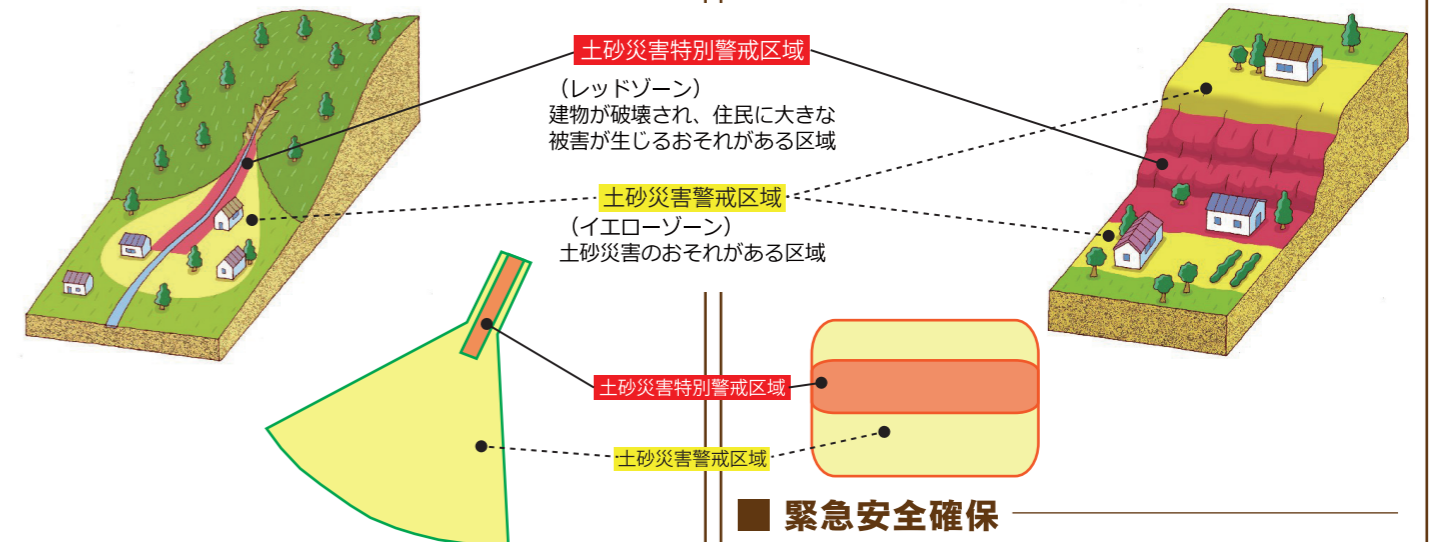 土砂災害特別警戒区域
（レッドゾーン）
建物が破壊され、住民に大きな
被害が生じるおそれがある区域
土砂災害警戒区域
（イエローゾーン）
土砂災害のおそれがある区域
土砂災害特別警戒区域
土砂災害警戒区域
■ 緊急安全確保